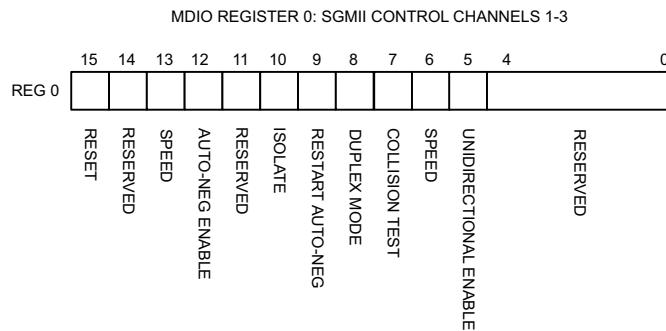 MDIO REGISTER 0: SGMII CONTROL CHANNELS 1-3
15 14 13 12 11 10 9 8 7 6 5 4 0
REG 0
RESET
RESERVED
SPEED
AUTO-NEG ENABLE
RESERVED
ISOLATE
RESTART AUTO-NEG
DUPLEX MODE
COLLISION TEST
SPEED
UNIDIRECTIONAL ENABLE
RESERVED